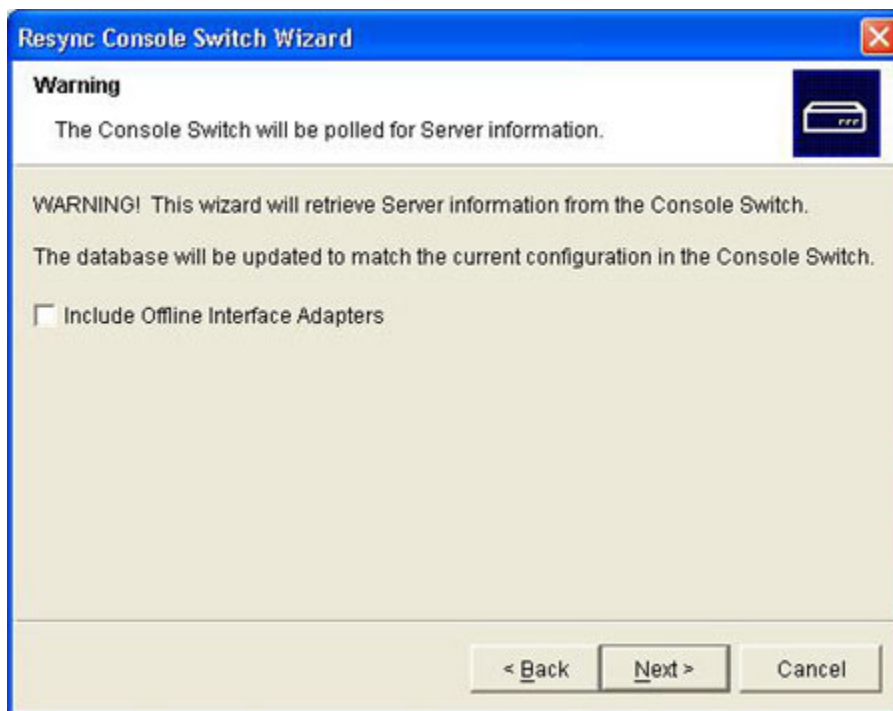 Resync Console Switch Wizard
Warning
The Console Switch will be polled for Server information.
WARNING! This wizard will retrieve Server information from the Console Switch.
The database will be updated to match the current configuration in the Console Switch.
Include Offline Interface Adapters
< Back
Next >
Cancel